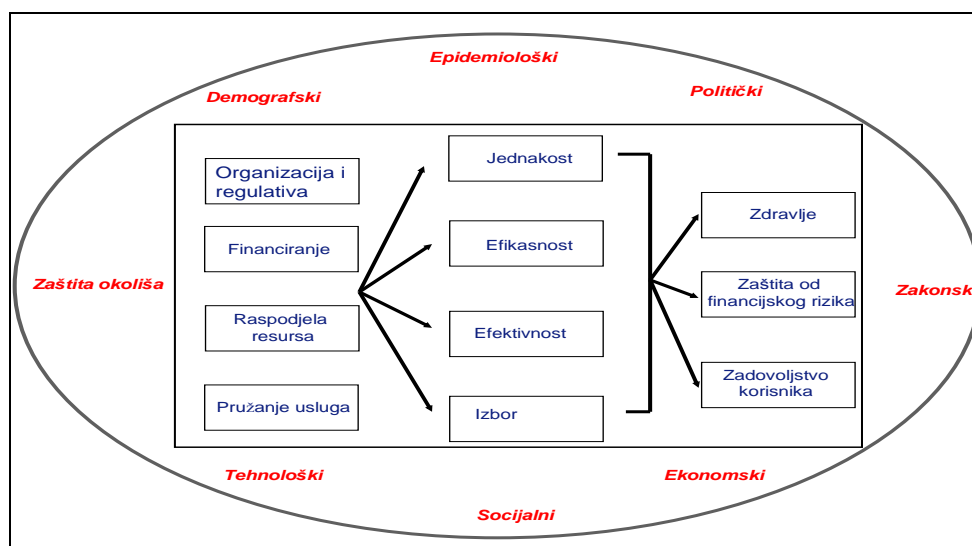 Epidemiološki
Demografski
Politički
Organizacija i
regulativa
Financiranje
Raspodjela
resursa
Pružanje usluga
Jednakost
Efikasnost
Efektivnost
Izbor
Zdravlje
Zaštita od
financijskog rizika
Zadovoljstvo
korisnika
Zaštita okoliša
Zakonsk
Tehnološki
Ekonomski
Socijalni